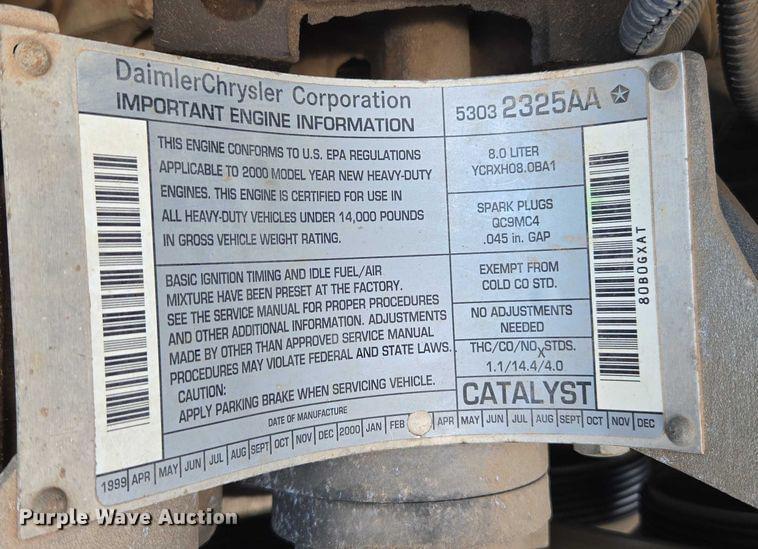 DaimlerChrysler Corporation
IMPORTANT ENGINE INFORMATION
5303 2325AA
THIS ENGINE CONFORMS TO U.S. EPA REGULATIONS
APPLICABLE TO 2000 MODEL YEAR NEW HEAVY-DUTY
ENGINES. THIS ENGINE IS CERTIFIED FOR USE IN
ALL HEAVY-DUTY VEHICLES UNDER 14,000 POUNDS
IN GROSS VEHICLE WEIGHT RATING.
BASIC IGNITION TIMING AND IDLE FUEL/AIR
MIXTURE HAVE BEEN PRESET AT THE FACTORY.
SEE THE SERVICE MANUAL FOR PROPER PROCEDURES
AND OTHER ADDITIONAL INFORMATION. ADJUSTMENTS
MADE BY OTHER THAN APPROVED SERVICE MANUAL
PROCEDURES MAY VIOLATE FEDERAL AND STATE LAWS.
CAUTION:
APPLY PARKING BRAKE WHEN SERVICING VEHICLE.
8.0 LITER
YCRXH08.0BA1
SPARK PLUGS
QC9MC4
.045 in. GAP
EXEMPT FROM
COLD CO STD.
NO ADJUSTMENTS
NEEDED
THC/CO/NOx STDS.
1.1/14.4/4.0
CATALYST
80B0GXAT
DATE OF MANUFACTURE
1999 APR MAY JUN JUL AUG SEPT OCT NOV DEC 2000 JAN FEB APR MAY JUN JUL AUG SEPT OCT NOV DEC
Purple Wave Auction